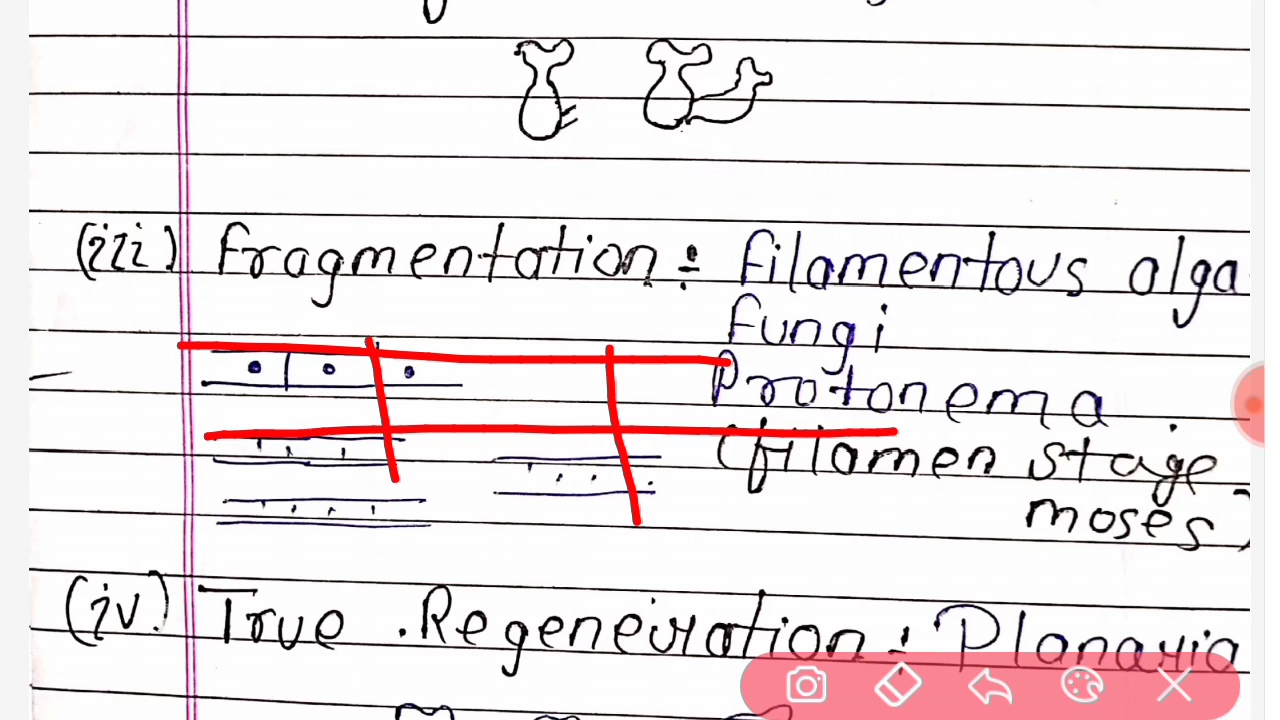 (iii) Fragmentation÷ filamentous alga
fungi
Protonema
(filamen stage
moses)
(iv) True Regeneration: Planaria